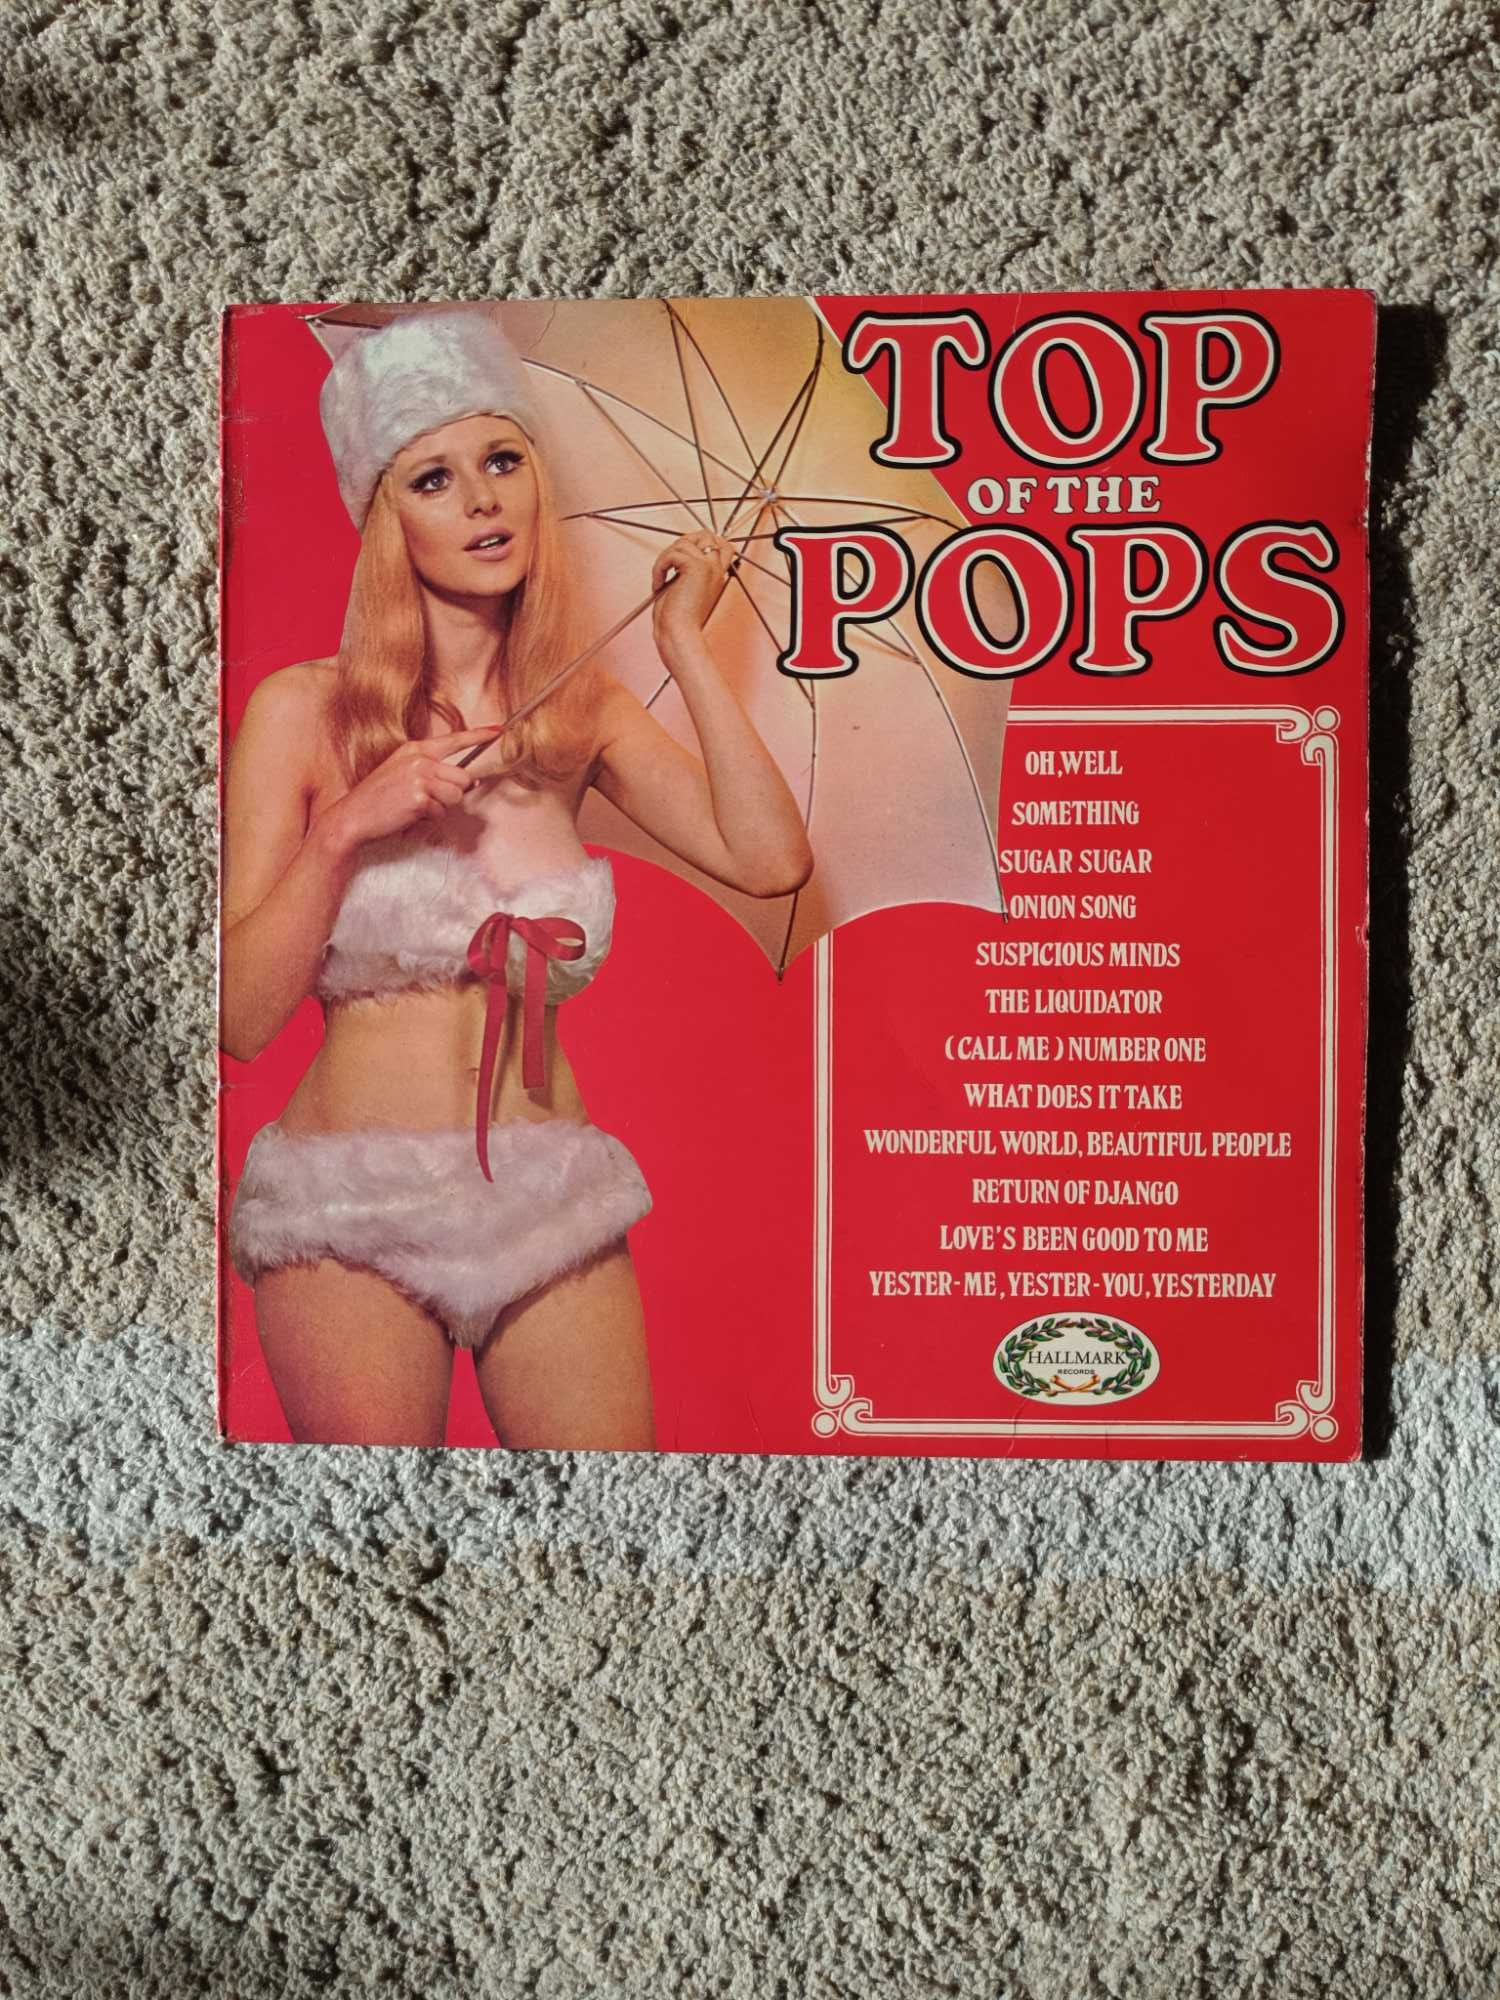 TOP
OF THE
POPS
OH, WELL
SOMETHING
SUGAR SUGAR
ONION SONG
SUSPICIOUS MINDS
THE LIQUIDATOR
(CALL ME) NUMBER ONE
WHAT DOES IT TAKE
WONDERFUL WORLD, BEAUTIFUL PEOPLE
RETURN OF DJANGO
LOVE'S BEEN GOOD TO ME
YESTER-ME, YESTER-YOU, YESTERDAY
HALLMARK
RECORDS